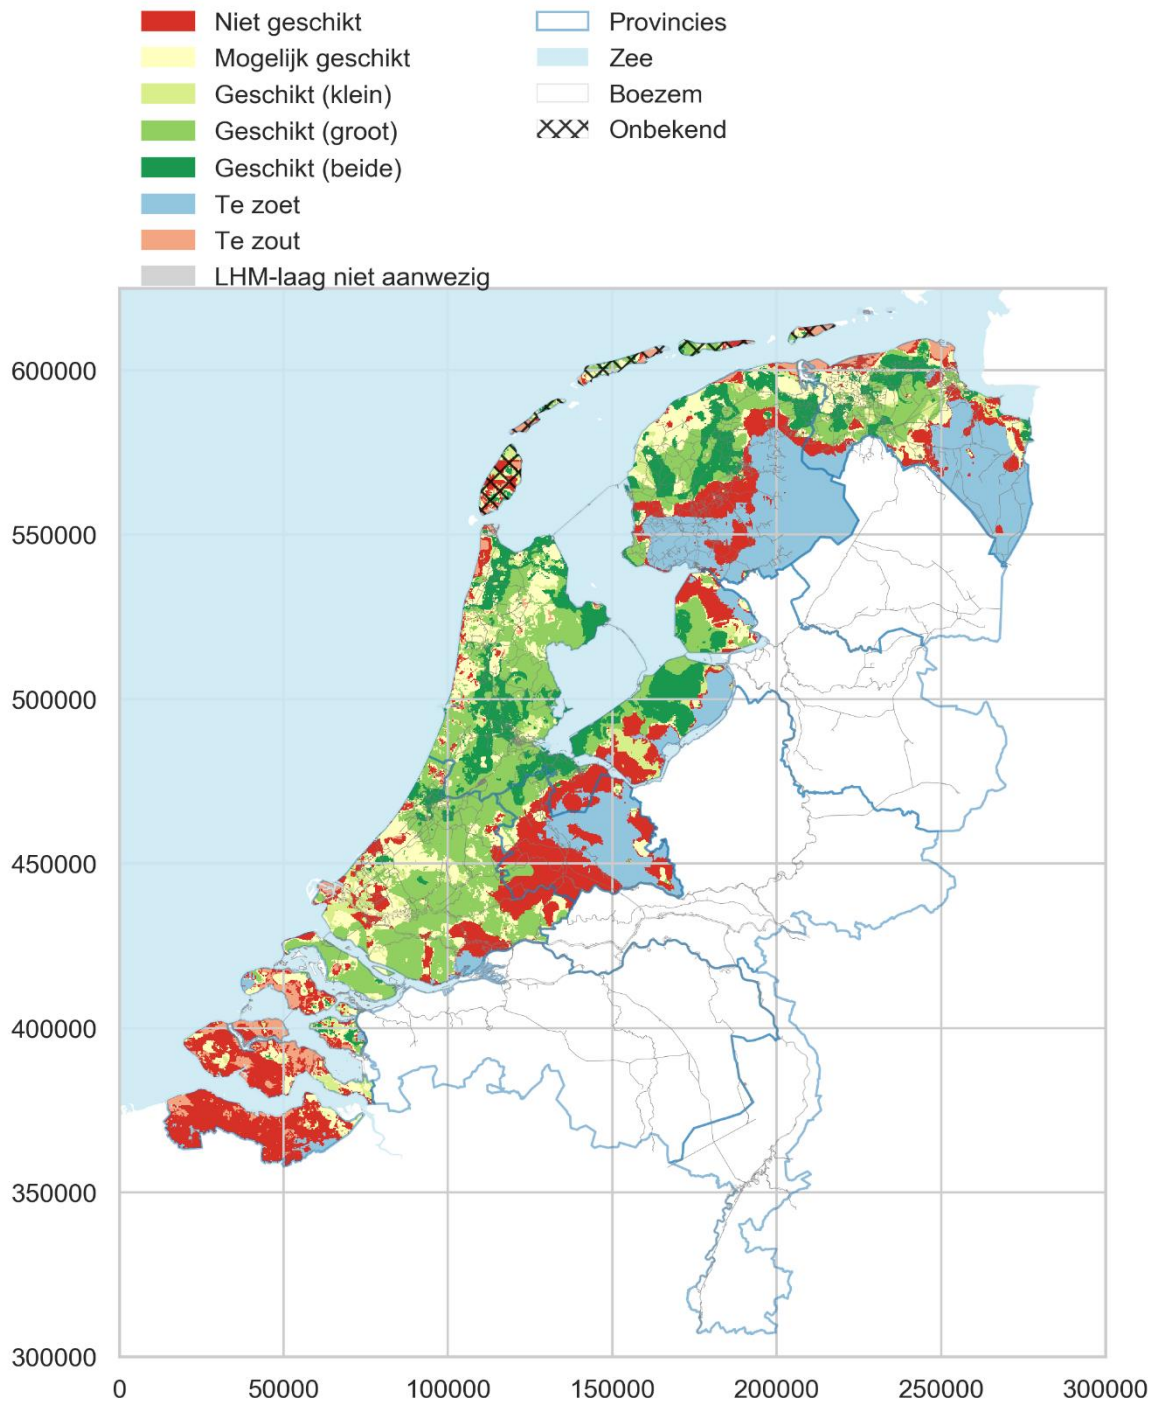 Niet geschikt
Mogelijk geschikt
Geschikt (klein)
Geschikt (groot)
Geschikt (beide)
Te zoet
Te zout
LHM-laag niet aanwezig
Provincies
Zee
Boezem
Onbekend
600000
550000
500000
450000
400000
350000
300000
0 50000 100000 150000 200000 250000 300000